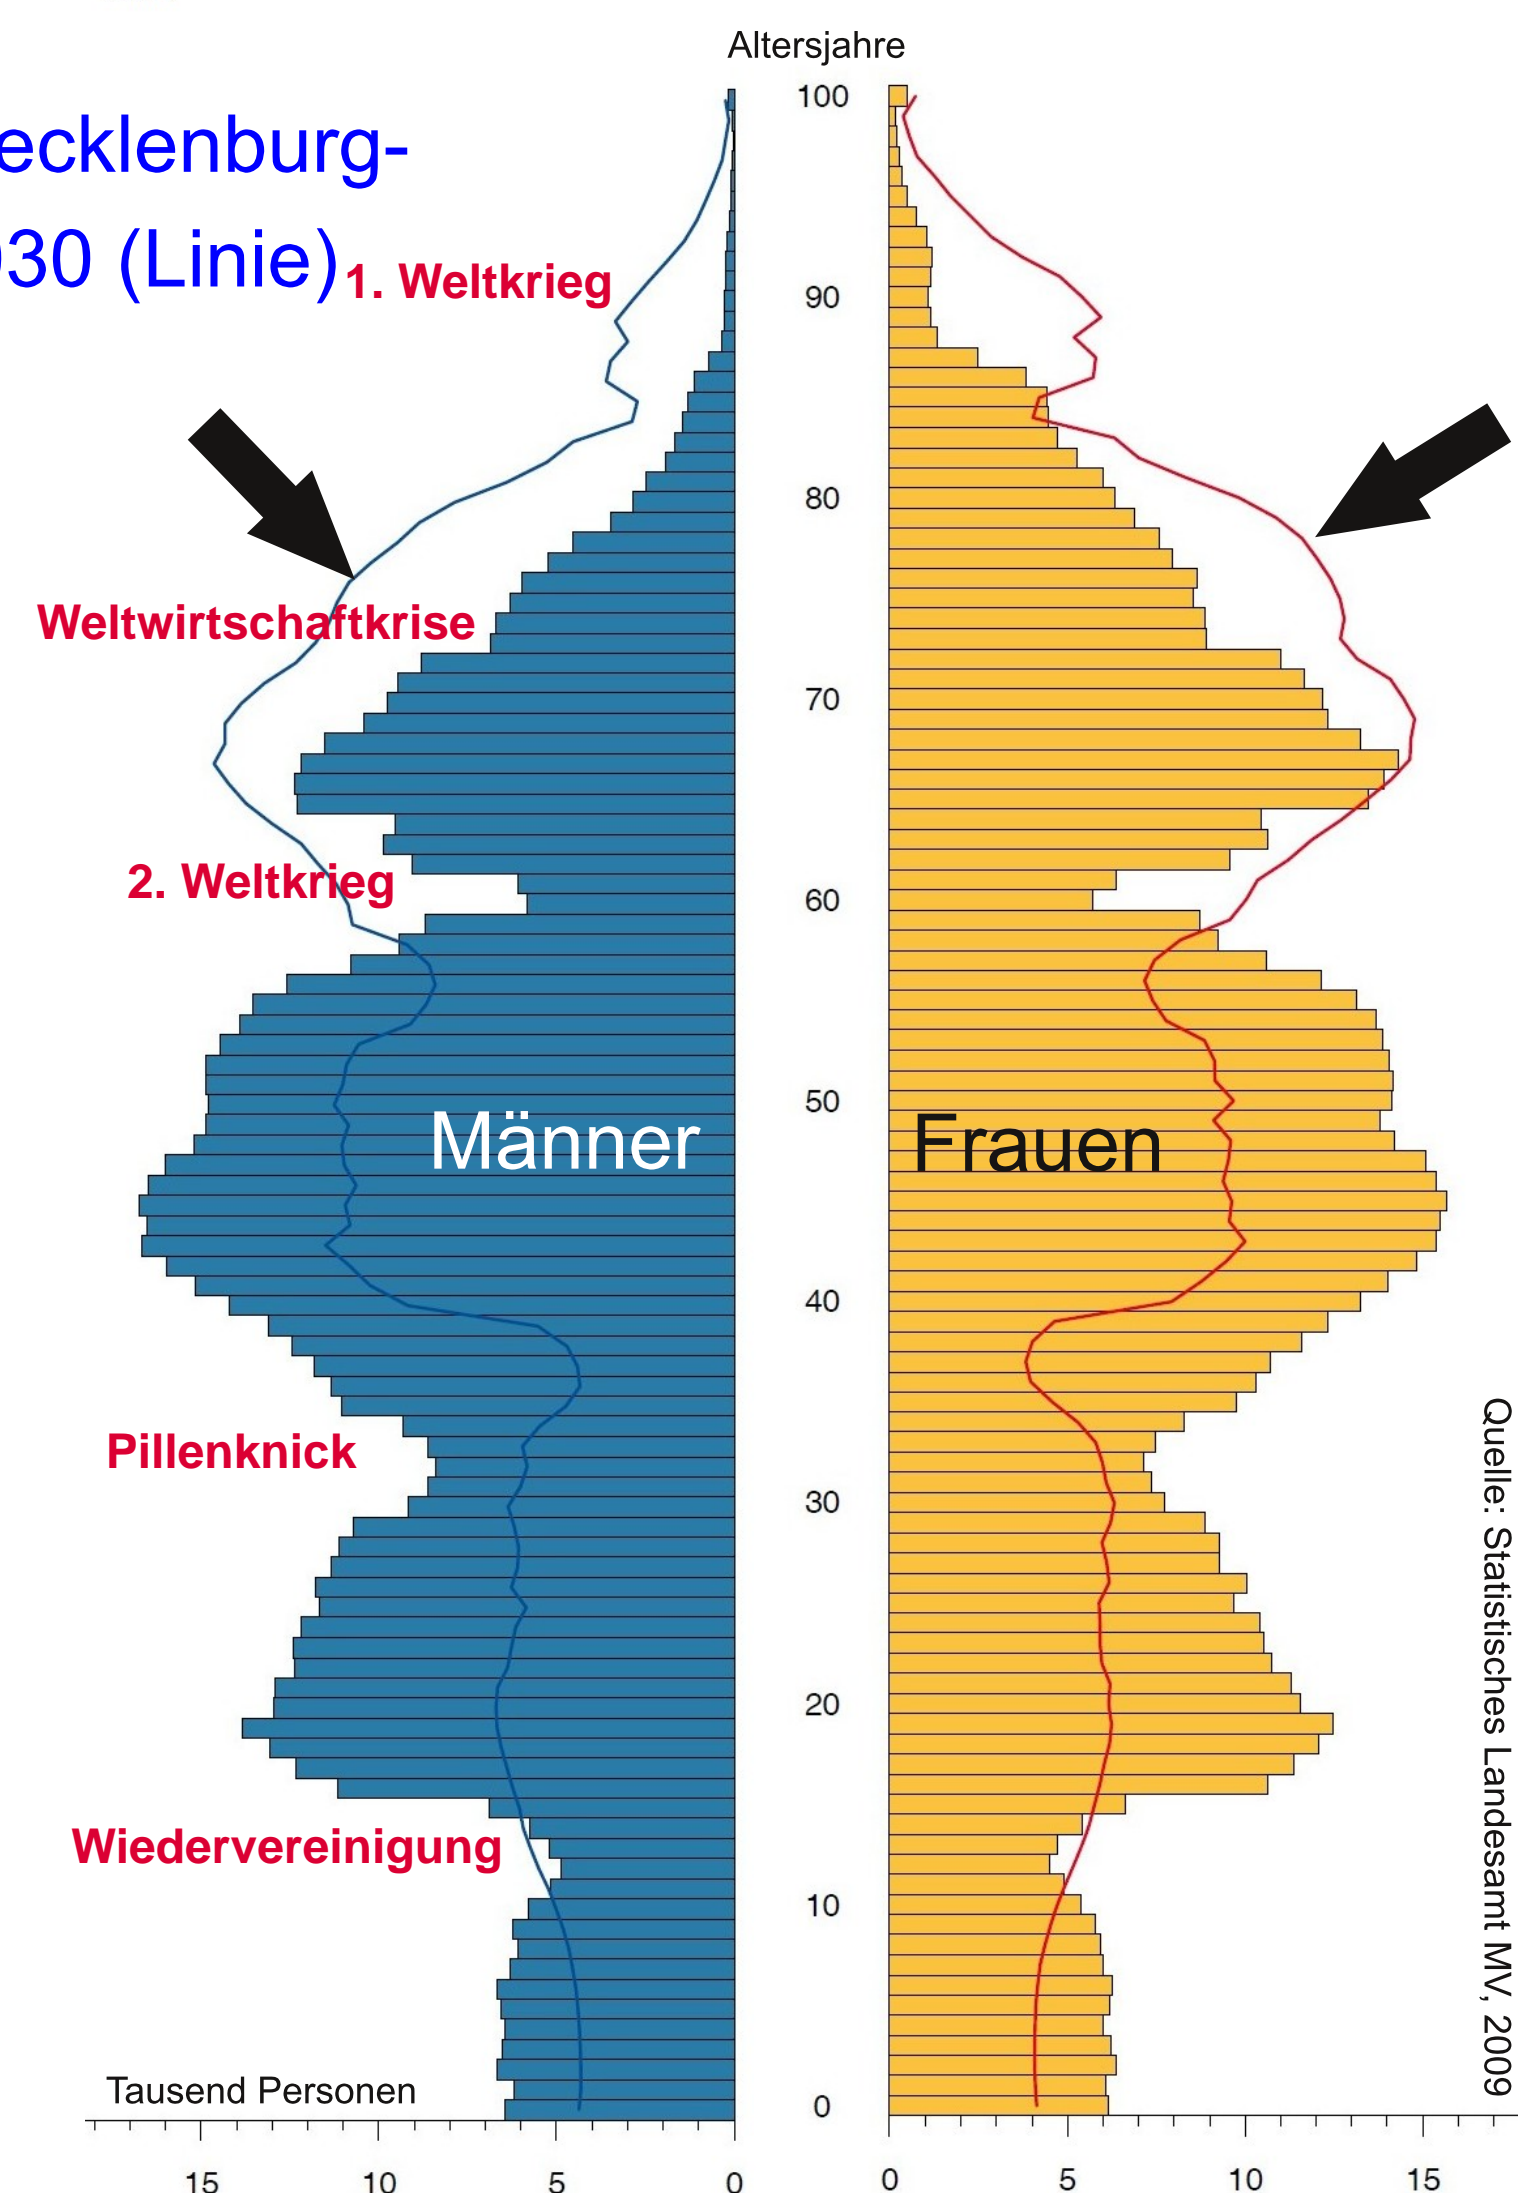 Altersjahre
ecklenburg-
030 (Linie)
1. Weltkrieg
Weltwirtschaftkrise
2. Weltkrieg
Männer
Frauen
Pillenknick
Wiedervereinigung
Tausend Personen
100
90
80
70
60
50
40
30
20
10
0
15 10 5 0
0 5 10 15
Quelle: Statistisches Landesamt MV, 2009